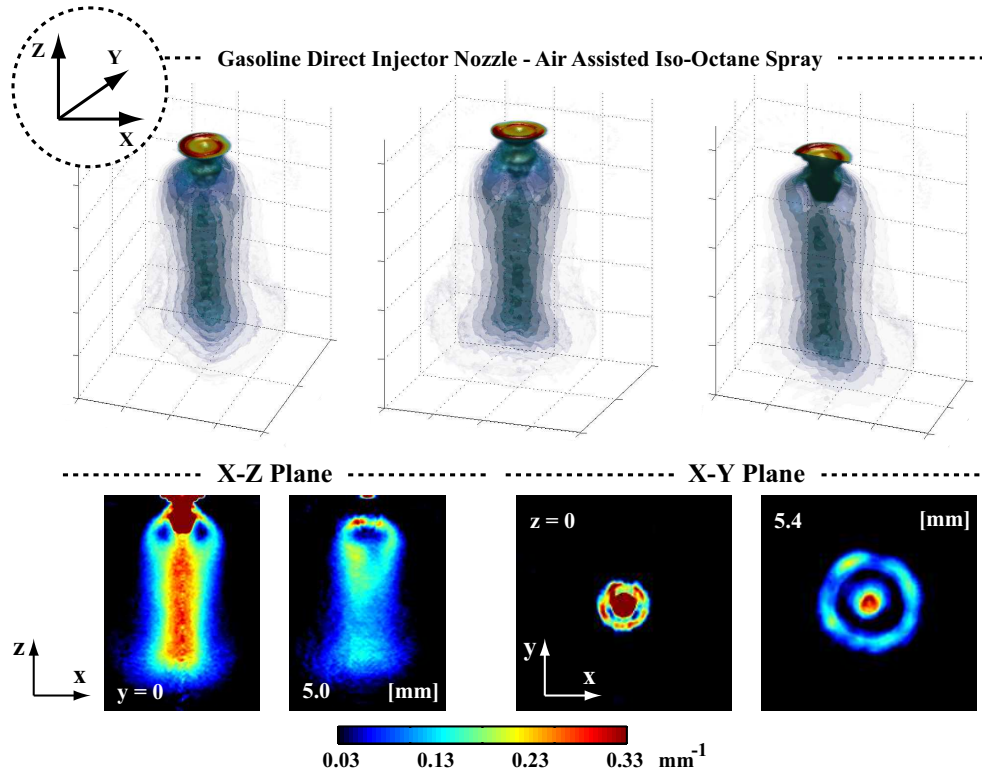 Z
Y
X
Gasoline Direct Injector Nozzle - Air Assisted Iso-Octane Spray
X-Z Plane
X-Y Plane
z
x
y = 0
5.0 [mm]
z = 0
y
x
5.4 [mm]
0.03 0.13 0.23 0.33 mm⁻¹